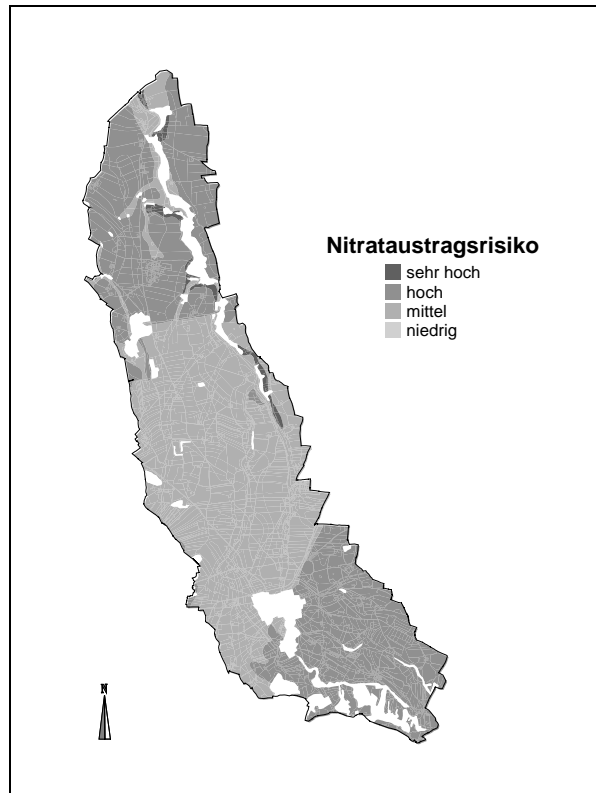 Nitrataustragsrisiko
sehr hoch
hoch
mittel
niedrig
N